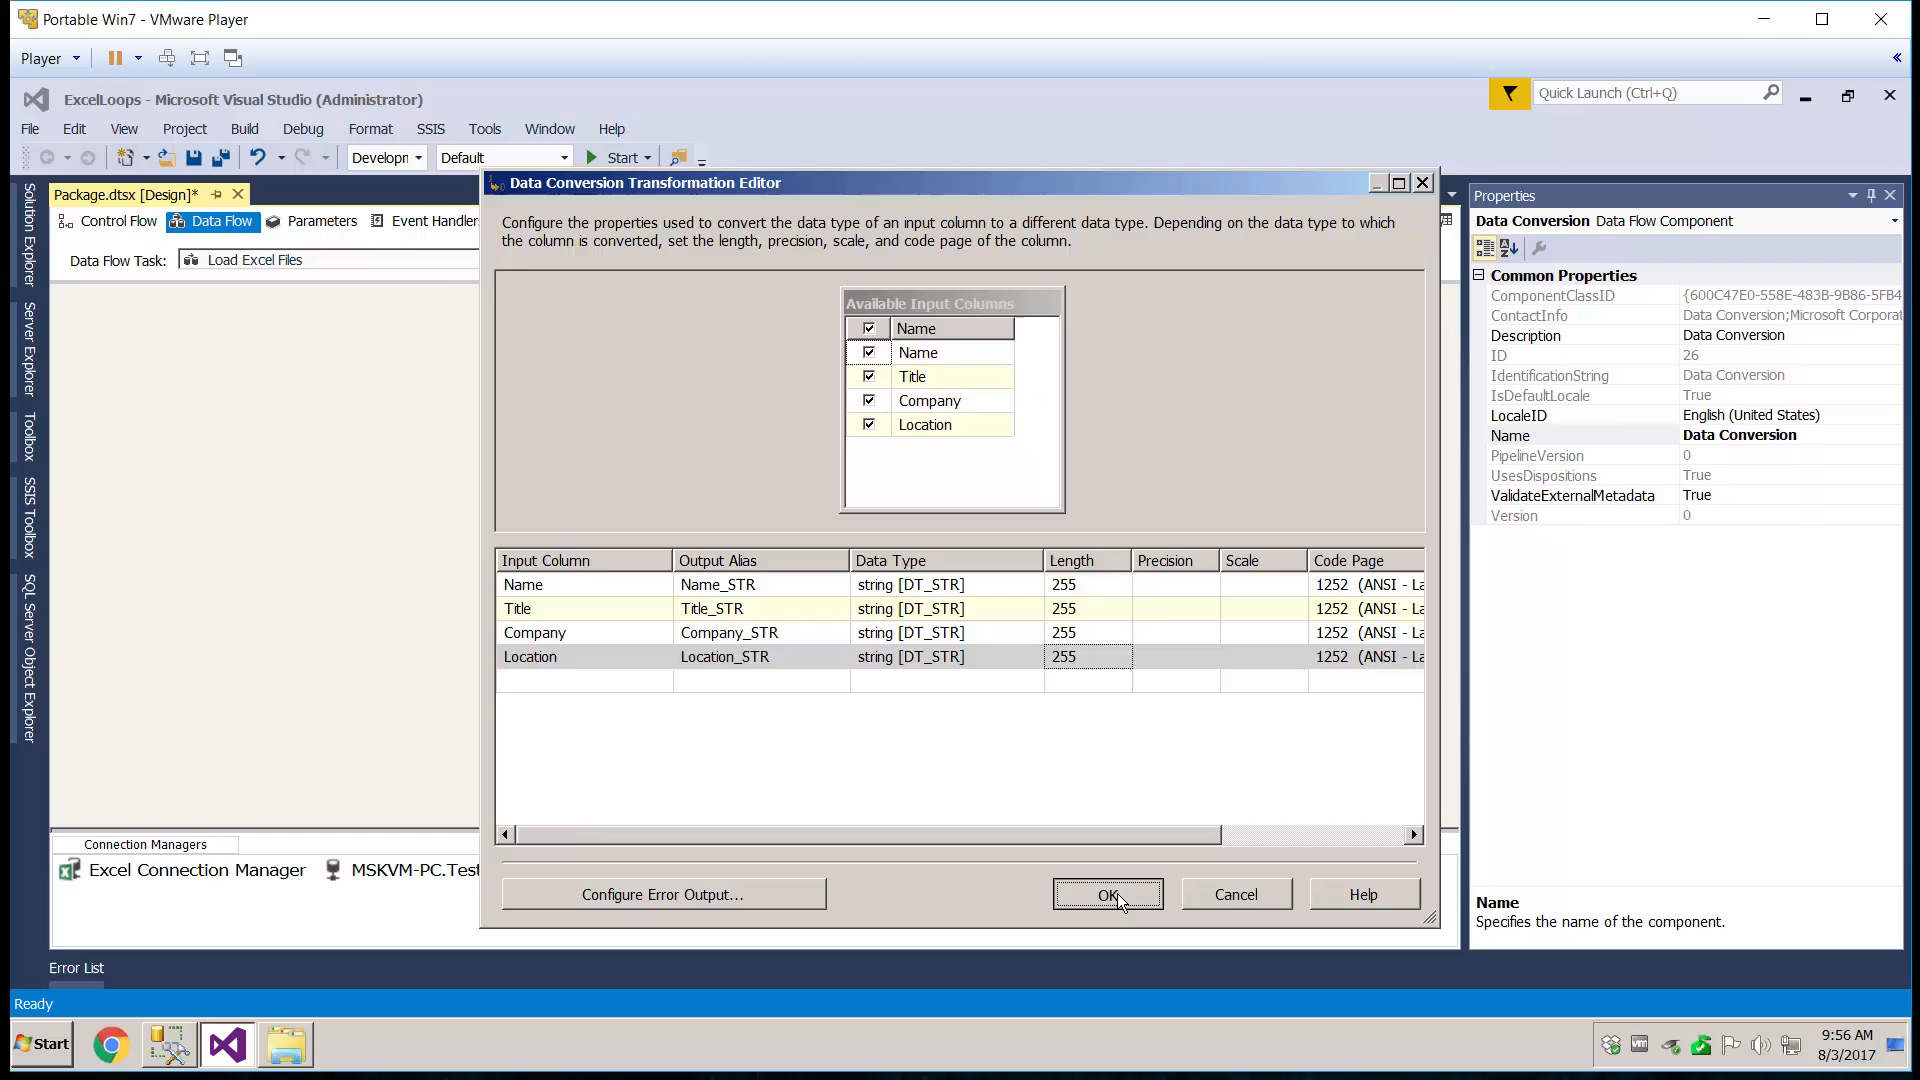 Portable Win7 - VMware Player
Player
ExcelLoops - Microsoft Visual Studio (Administrator)
Quick Launch (Ctrl+Q)
File Edit View Project Build Debug Format SSIS Tools Window Help
Developn Default Start
Package.dtsx [Design]*
Control Flow Data Flow Parameters Event Handlers
Data Flow Task: Load Excel Files
Solution Explorer
Server Explorer
Toolbox
SSIS Toolbox
SQL Server Object Explorer
Data Conversion Transformation Editor
Configure the properties used to convert the data type of an input column to a different data type. Depending on the data type to which
the column is converted, set the length, precision, scale, and code page of the column.
Available Input Columns
Name
Name
Title
Company
Location
Input Column Output Alias Data Type Length Precision Scale Code Page
Name Name_STR string [DT_STR] 255 1252 (ANSI - La
Title Title_STR string [DT_STR] 255 1252 (ANSI - La
Company Company_STR string [DT_STR] 255 1252 (ANSI - La
Location Location_STR string [DT_STR] 255 1252 (ANSI - La
Configure Error Output... OK Cancel Help
Connection Managers
Excel Connection Manager MSKVM-PC.Test
Properties
Data Conversion Data Flow Component
Common Properties
ComponentClassID {600C47E0-558E-483B-9B86-5FB4
ContactInfo Data Conversion;Microsoft Corporat
Description Data Conversion
ID 26
IdentificationString Data Conversion
IsDefaultLocale True
LocaleID English (United States)
Name Data Conversion
PipelineVersion 0
UsesDispositions True
ValidateExternalMetadata True
Version 0
Name
Specifies the name of the component.
Error List
Ready
Start
9:56 AM
8/3/2017